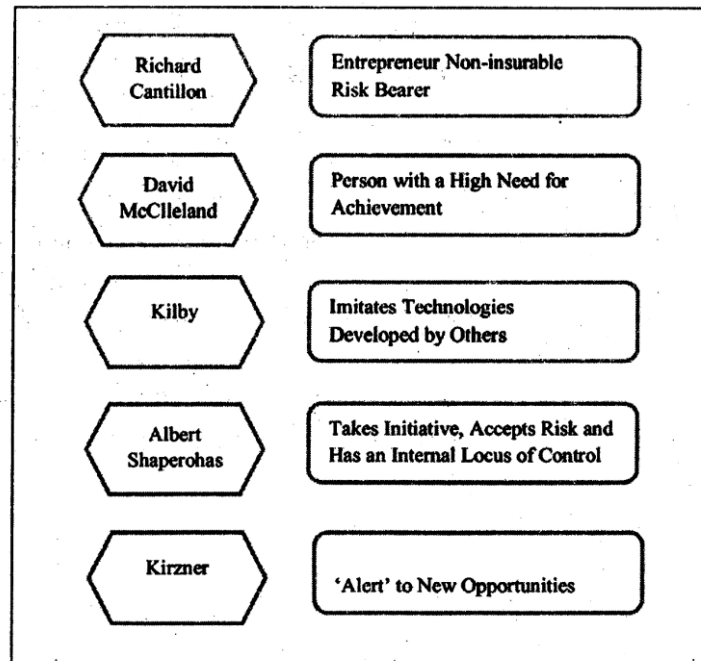 Richard
Cantillon
Entrepreneur Non-insurable
Risk Bearer
David
McClleland
Person with a High Need for
Achievement
Kilby
Imitates Technologies
Developed by Others
Albert
Shaperohas
Takes Initiative, Accepts Risk and
Has an Internal Locus of Control
Kirzner
‘Alert’ to New Opportunities